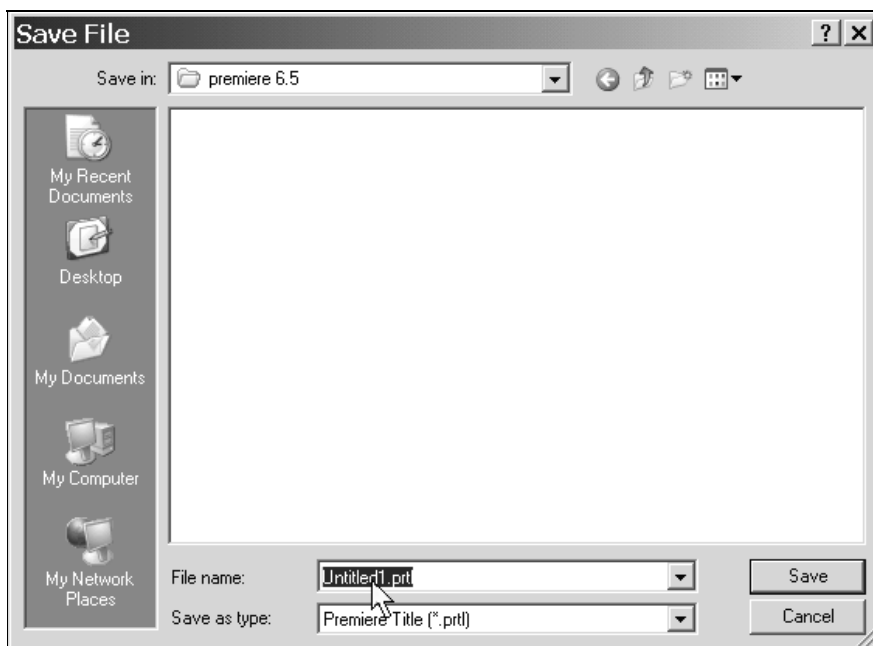 Save File
? X
Save in: premiere 6.5
My Recent
Documents
Desktop
My Documents
My Computer
My Network
Places
File name: Untitled1.prtl
Save
Save as type: Premiere Title (*.prtl)
Cancel